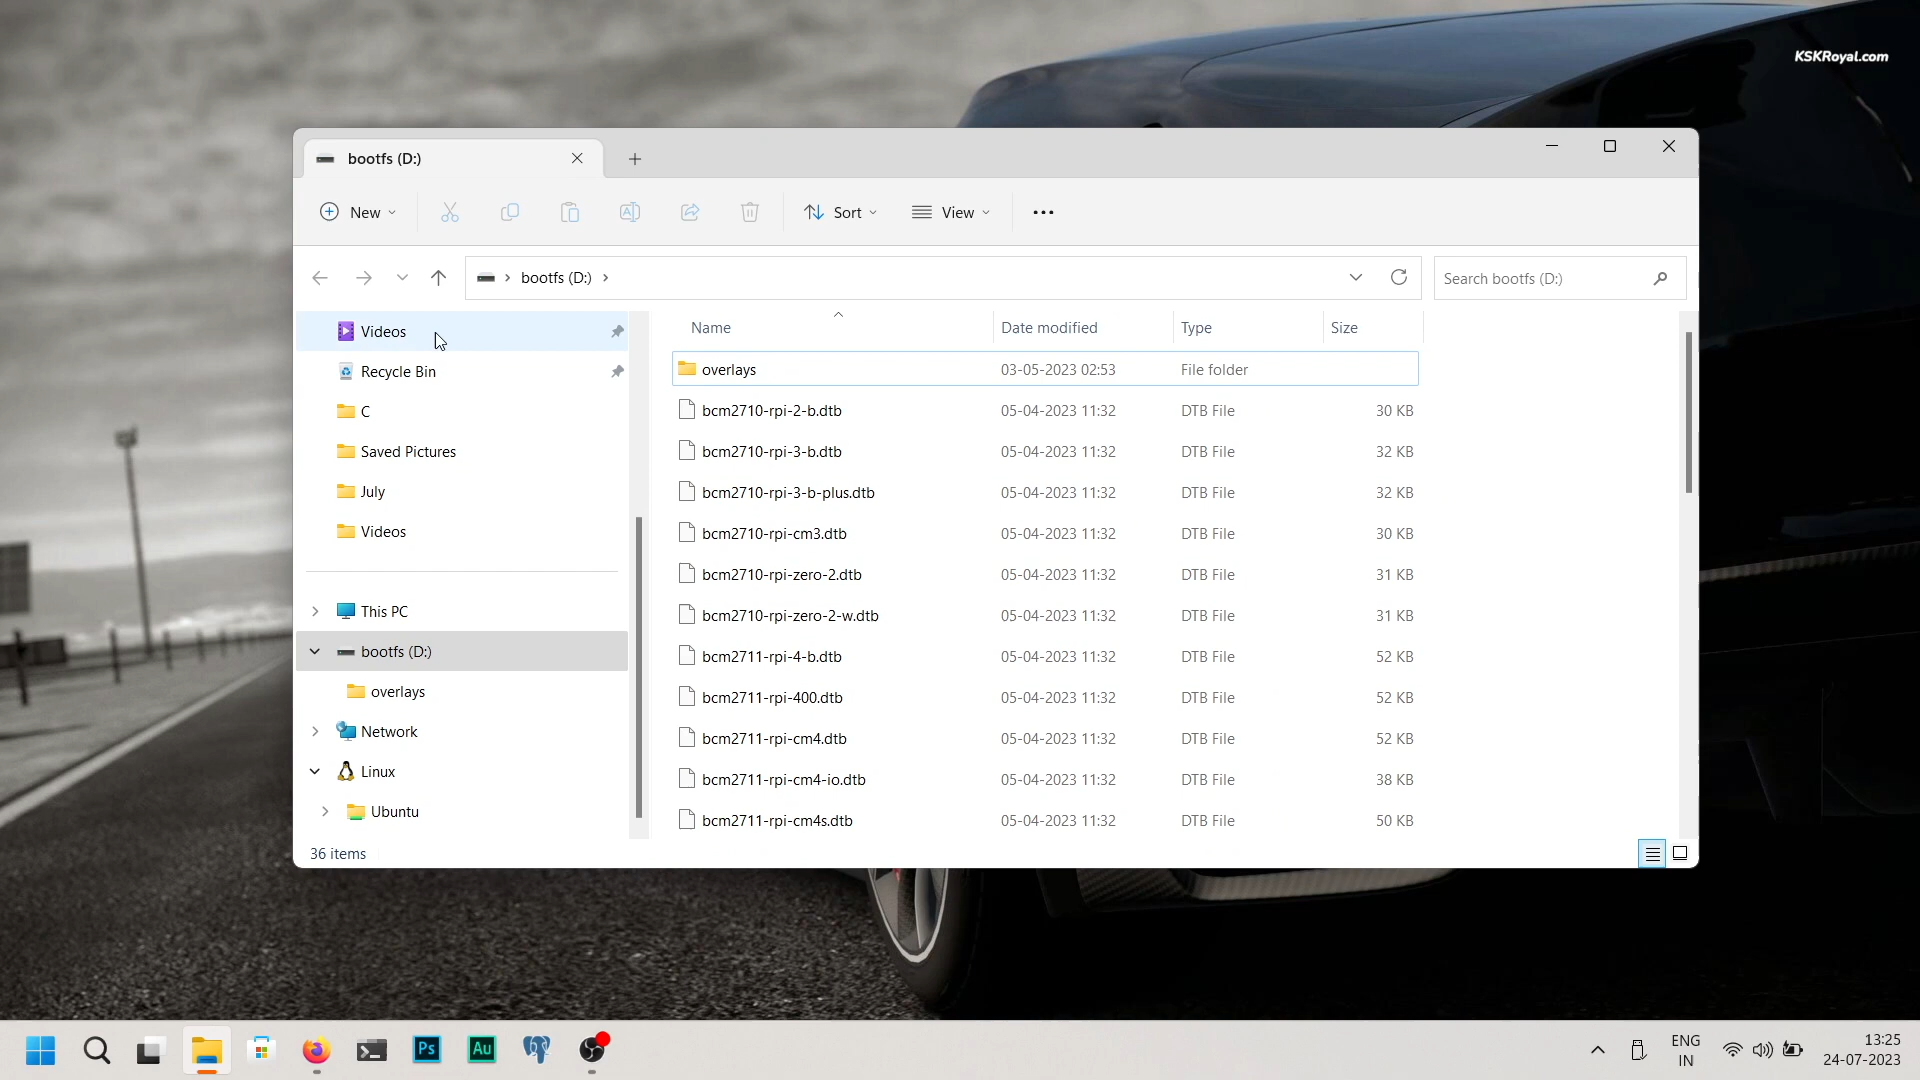 KSKRoyal.com
bootfs (D:)
New
Sort
View
bootfs (D:)
Search bootfs (D:)
Videos
Recycle Bin
C
Saved Pictures
July
Videos
This PC
bootfs (D:)
overlays
Network
Linux
Ubuntu
Name Date modified Type Size
overlays 03-05-2023 02:53 File folder
bcm2710-rpi-2-b.dtb 05-04-2023 11:32 DTB File 30 KB
bcm2710-rpi-3-b.dtb 05-04-2023 11:32 DTB File 32 KB
bcm2710-rpi-3-b-plus.dtb 05-04-2023 11:32 DTB File 32 KB
bcm2710-rpi-cm3.dtb 05-04-2023 11:32 DTB File 30 KB
bcm2710-rpi-zero-2.dtb 05-04-2023 11:32 DTB File 31 KB
bcm2710-rpi-zero-2-w.dtb 05-04-2023 11:32 DTB File 31 KB
bcm2711-rpi-4-b.dtb 05-04-2023 11:32 DTB File 52 KB
bcm2711-rpi-400.dtb 05-04-2023 11:32 DTB File 52 KB
bcm2711-rpi-cm4.dtb 05-04-2023 11:32 DTB File 52 KB
bcm2711-rpi-cm4-io.dtb 05-04-2023 11:32 DTB File 38 KB
bcm2711-rpi-cm4s.dtb 05-04-2023 11:32 DTB File 50 KB
36 items
Ps
Au
ENG
IN
13:25
24-07-2023